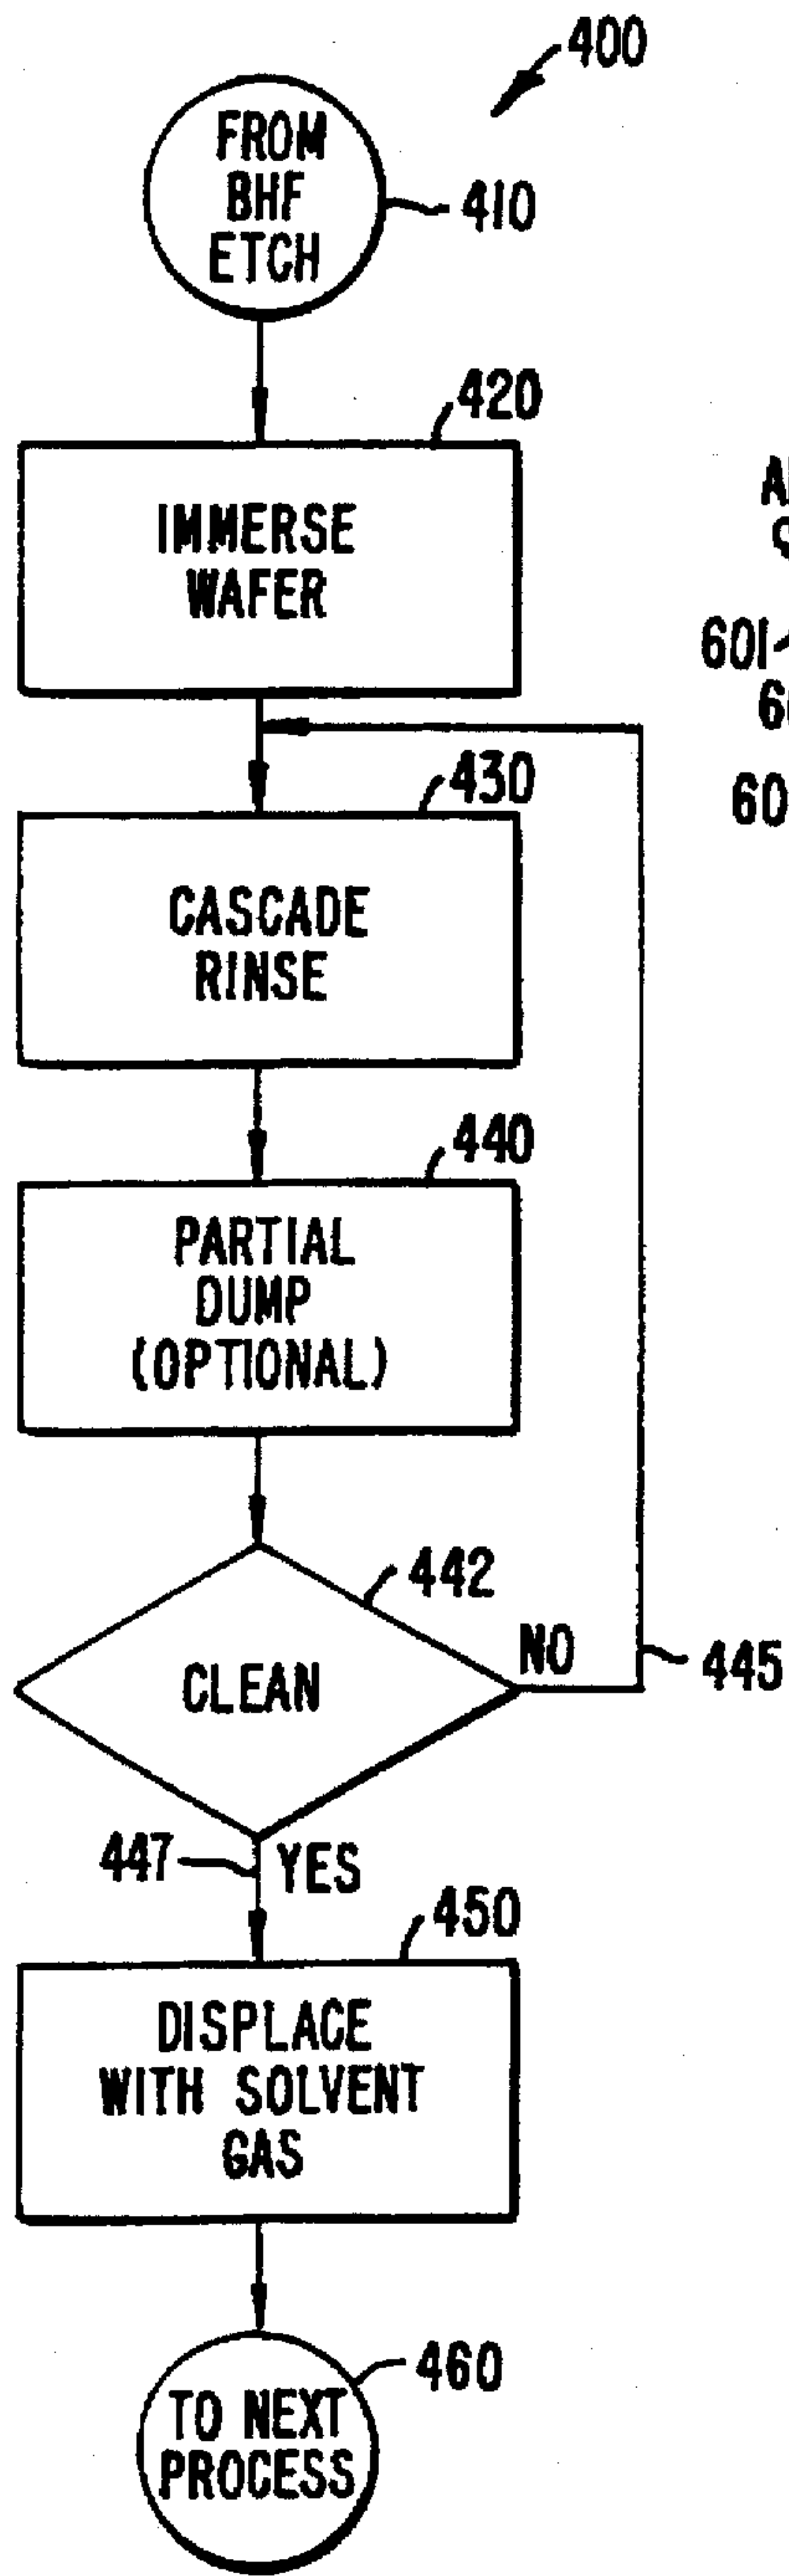 400
FROM
BHF
ETCH
410
420
IMMERSE
WAFER
601
430
CASCADE
RINSE
440
PARTIAL
DUMP
(OPTIONAL)
442
CLEAN
NO
445
447
YES
450
DISPLACE
WITH SOLVENT
GAS
460
TO NEXT
PROCESS